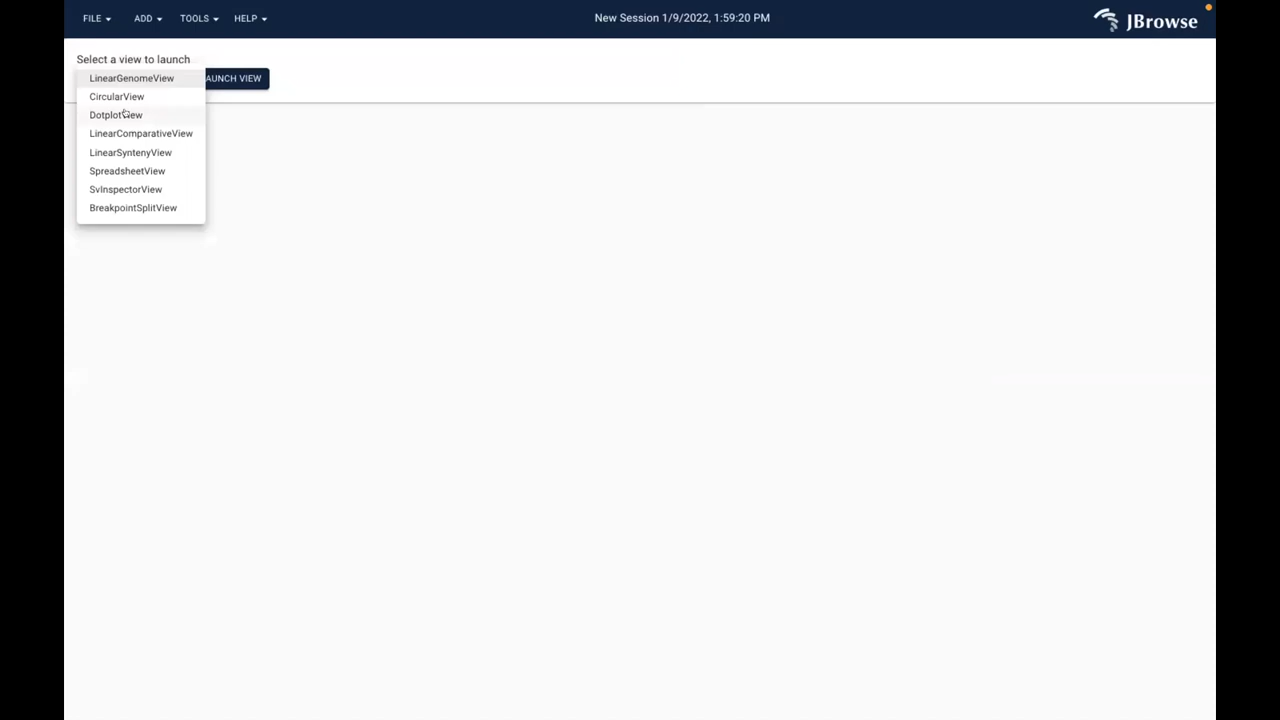 FILE ADD TOOLS HELP New Session 1/9/2022, 1:59:20 PM JBrowse
Select a view to launch
LinearGenomeView AUNCH VIEW
CircularView
DotplotView
LinearComparativeView
LinearSyntenyView
SpreadsheetView
SvInspectorView
BreakpointSplitView